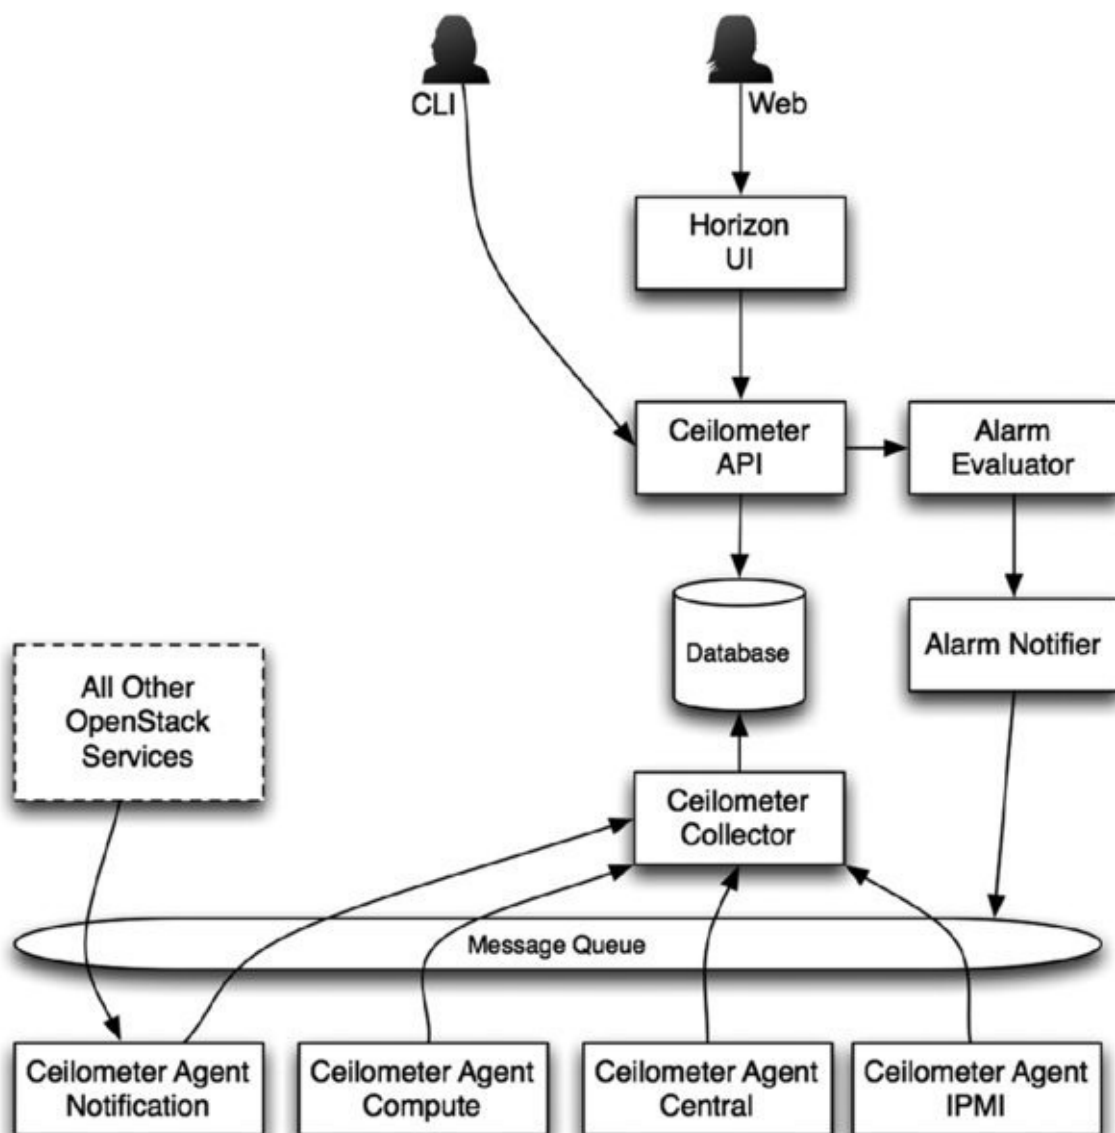 CLI
Web
Horizon
UI
Ceilometer
API
Alarm
Evaluator
Database
Alarm Notifier
All Other
OpenStack
Services
Ceilometer
Collector
Message Queue
Ceilometer Agent
Notification
Ceilometer Agent
Compute
Ceilometer Agent
Central
Ceilometer Agent
IPMI